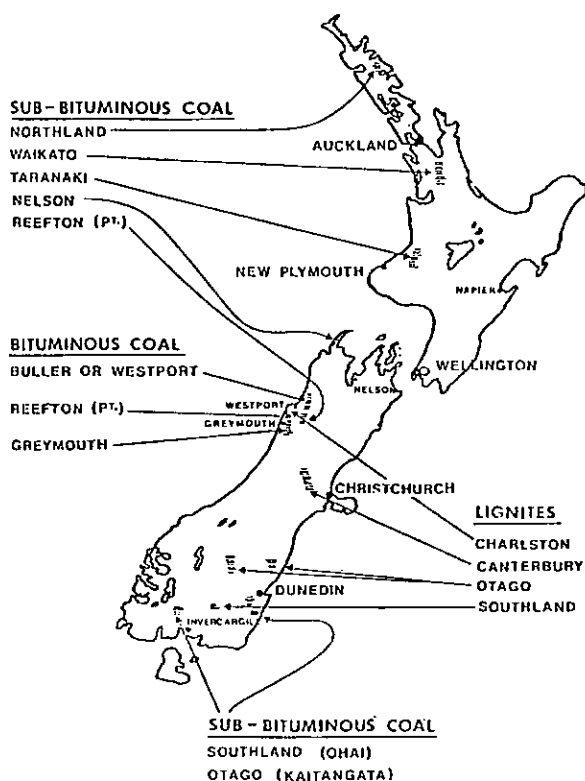 SUB-BITUMINOUS COAL
NORTHLAND
AUCKLAND
WAIKATO
TARANAKI
NELSON
REEFTON (PT.)
NEW PLYMOUTH
NAPIER
BITUMINOUS COAL
BULLER OR WESTPORT
WELLINGTON
NELSON
REEFTON (PT.)
WESTPORT
GREYMOUTH
GREYMOUTH
CHRISTCHURCH
LIGNITES
CHARLSTON
CANTERBURY
OTAGO
DUNEDIN
SOUTHLAND
INVERCARGIL
SUB-BITUMINOUS COAL
SOUTHLAND (OHAI)
OTAGO (KAITANGATA)